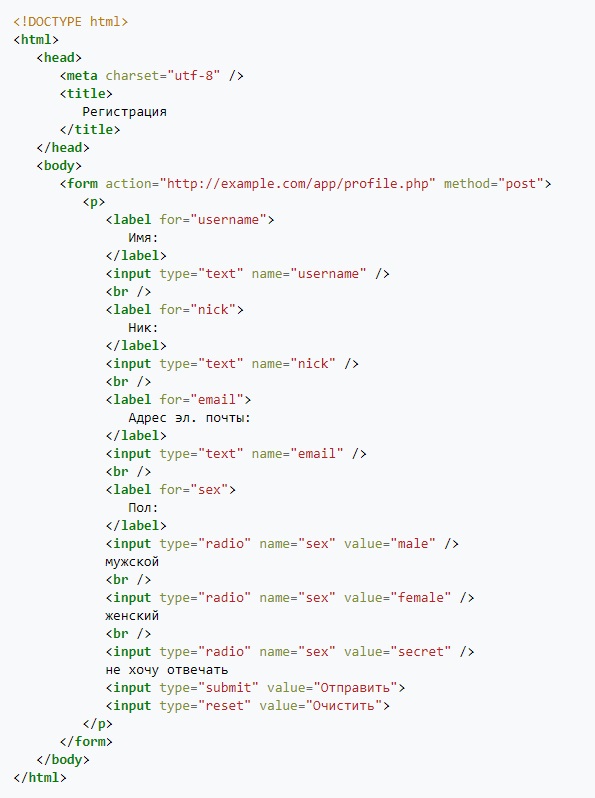 <!DOCTYPE html>
<html>
<head>
<meta charset="utf-8" />
<title>
Регистрация
</title>
</head>
<body>
<form action="http://example.com/app/profile.php" method="post">
<p>
<label for="username">
Имя:
</label>
<input type="text" name="username" />
<br />
<label for="nick">
Ник:
</label>
<input type="text" name="nick" />
<br />
<label for="email">
Адрес эл. почты:
</label>
<input type="text" name="email" />
<br />
<label for="sex">
Пол:
</label>
<input type="radio" name="sex" value="male" />
мужской
<br />
<input type="radio" name="sex" value="female" />
женский
<br />
<input type="radio" name="sex" value="secret" />
не хочу отвечать
<input type="submit" value="Отправить">
<input type="reset" value="Очистить">
</p>
</form>
</body>
</html>